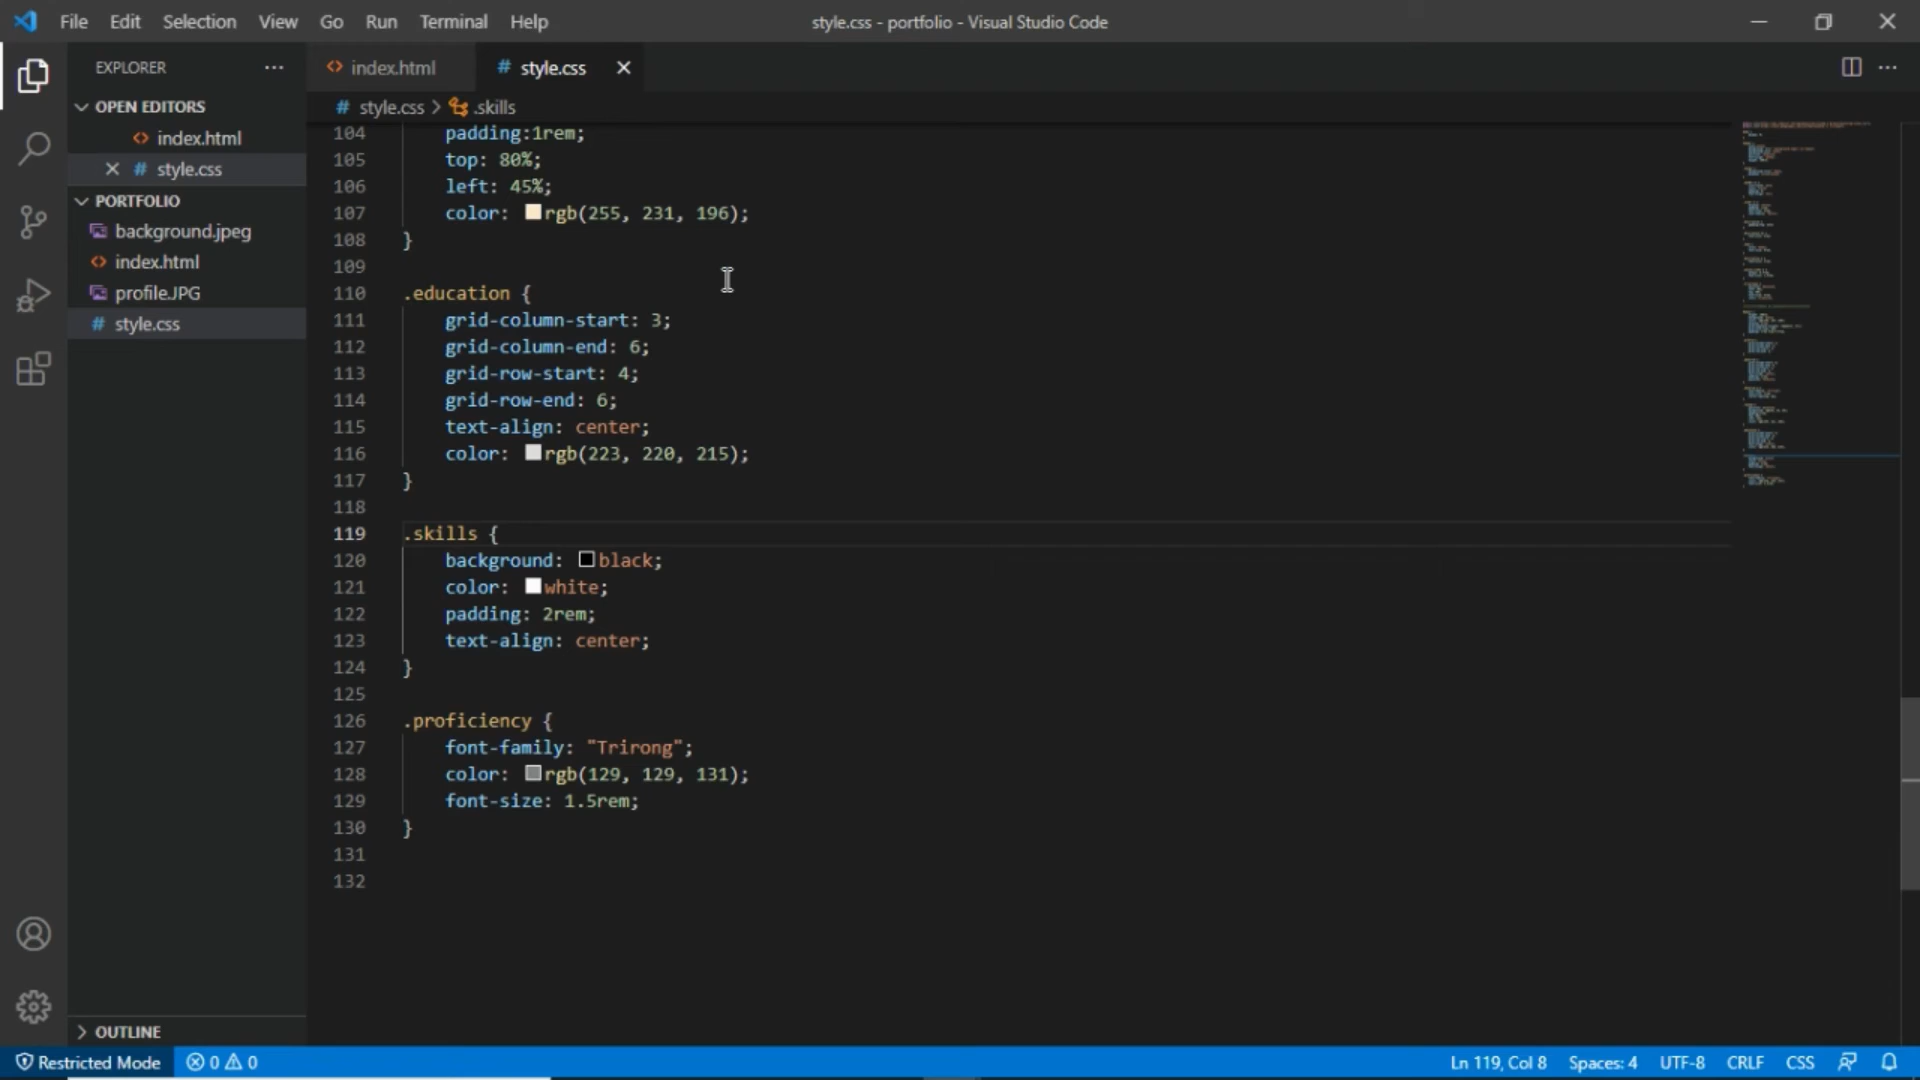 File Edit Selection View Go Run Terminal Help
style.css - portfolio - Visual Studio Code
EXPLORER
OPEN EDITORS
index.html
style.css
PORTFOLIO
background.jpeg
index.html
profile.JPG
style.css
OUTLINE
index.html
style.css
style.css > .skills
104 padding:1rem;
105 top: 80%;
106 left: 45%;
107 color: rgb(255, 231, 196);
108 }
109
110 .education {
111 grid-column-start: 3;
112 grid-column-end: 6;
113 grid-row-start: 4;
114 grid-row-end: 6;
115 text-align: center;
116 color: rgb(223, 220, 215);
117 }
118
119 .skills {
120 background: black;
121 color: white;
122 padding: 2rem;
123 text-align: center;
124 }
125
126 .proficiency {
127 font-family: "Trirong";
128 color: rgb(129, 129, 131);
129 font-size: 1.5rem;
130 }
131
132
Restricted Mode 0 0
Ln 119, Col 8 Spaces: 4 UTF-8 CRLF CSS